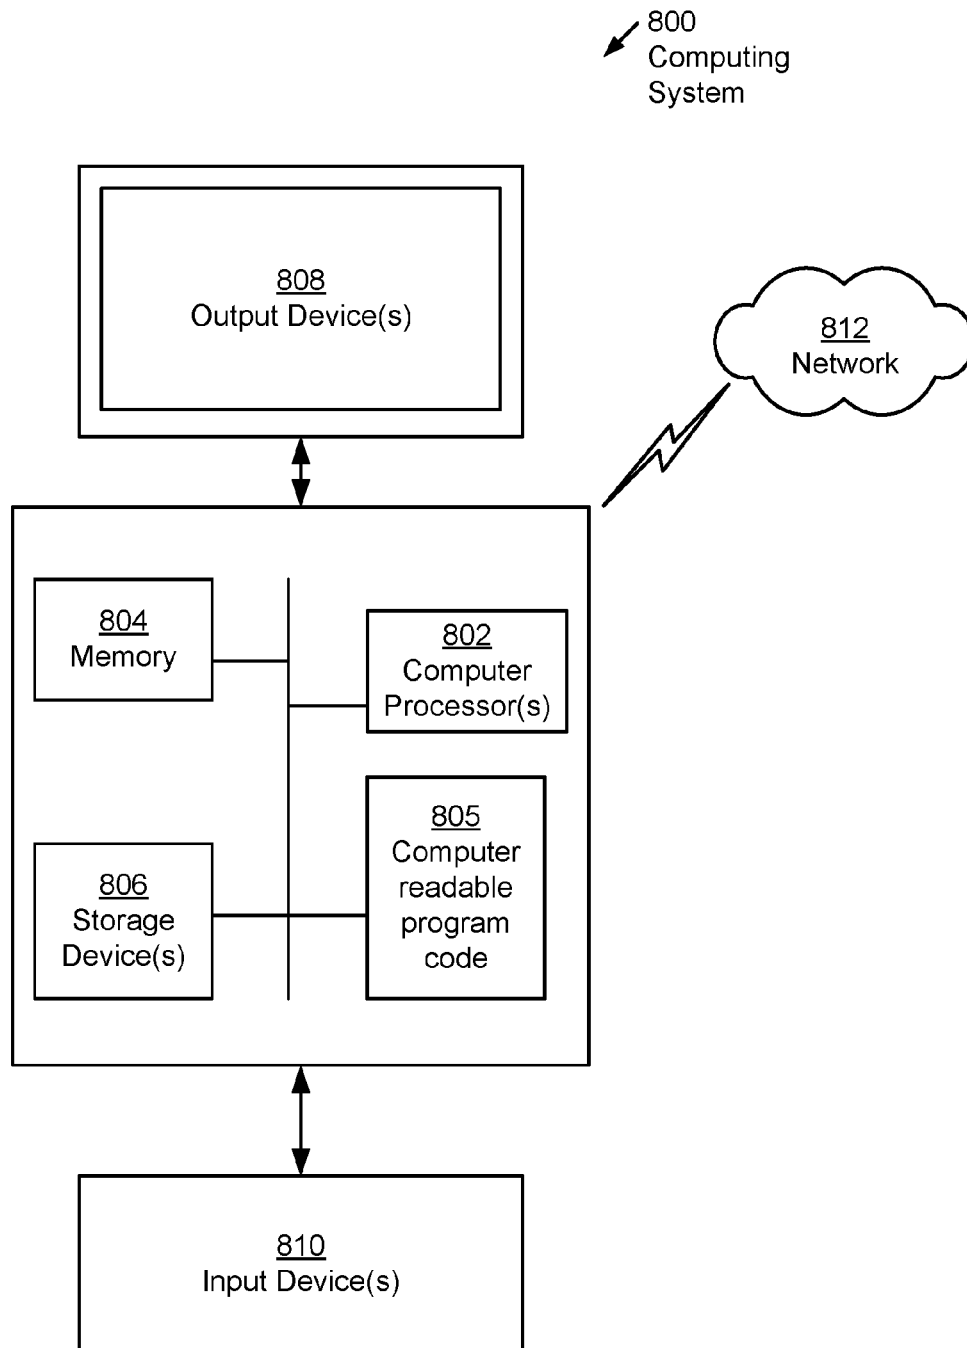 800
Computing
System
808
Output Device(s)
812
Network
804
Memory
802
Computer
Processor(s)
805
Computer
readable
program
code
806
Storage
Device(s)
810
Input Device(s)